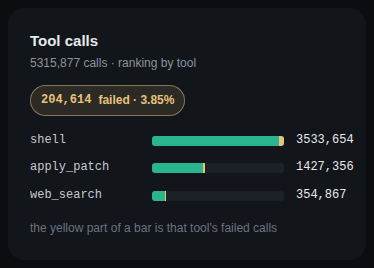 Tool calls
5315,877 calls · ranking by tool
204,614 failed · 3.85%
shell 3533,654
apply_patch 1427,356
web_search 354,867
the yellow part of a bar is that tool's failed calls